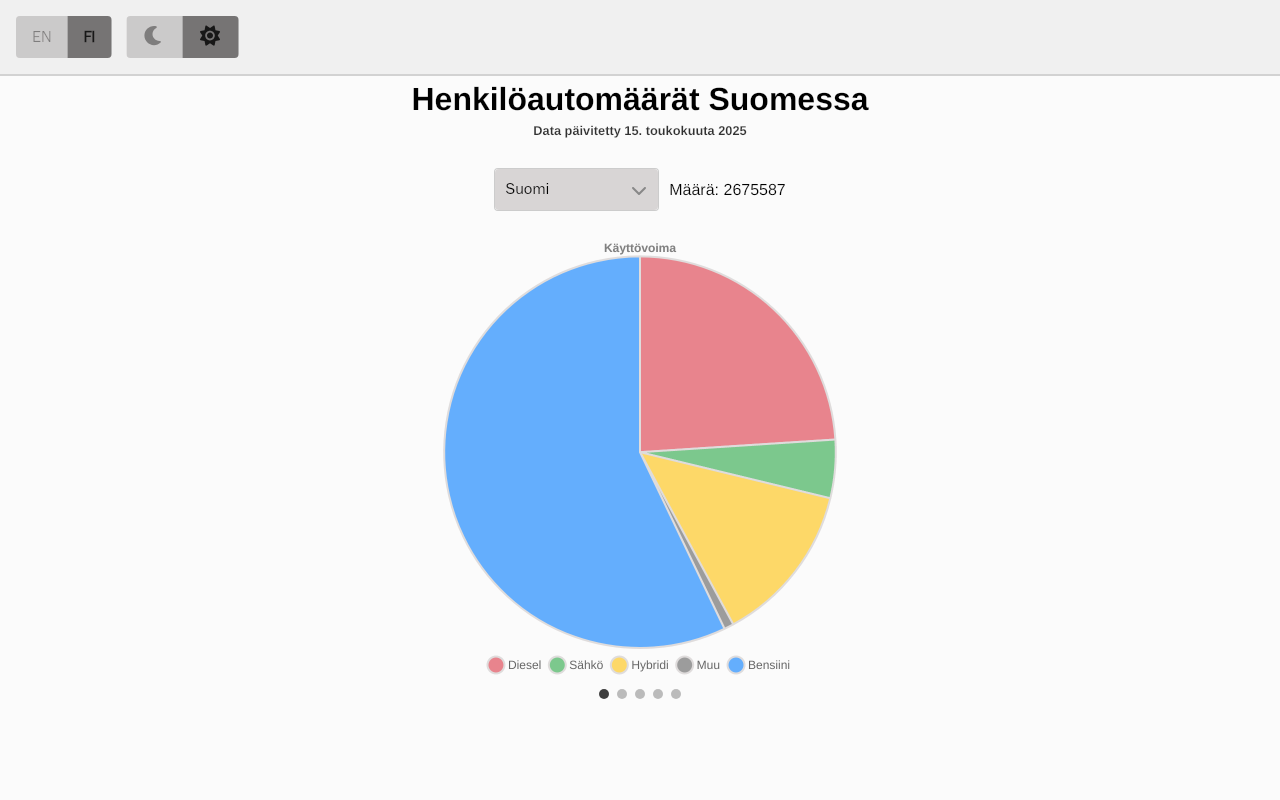 EN FI
Henkilöautomäärät Suomessa
Data päivitetty 15. toukokuuta 2025
Suomi Määrä: 2675587
Käyttövoima
Diesel Sähkö Hybridi Muu Bensiini